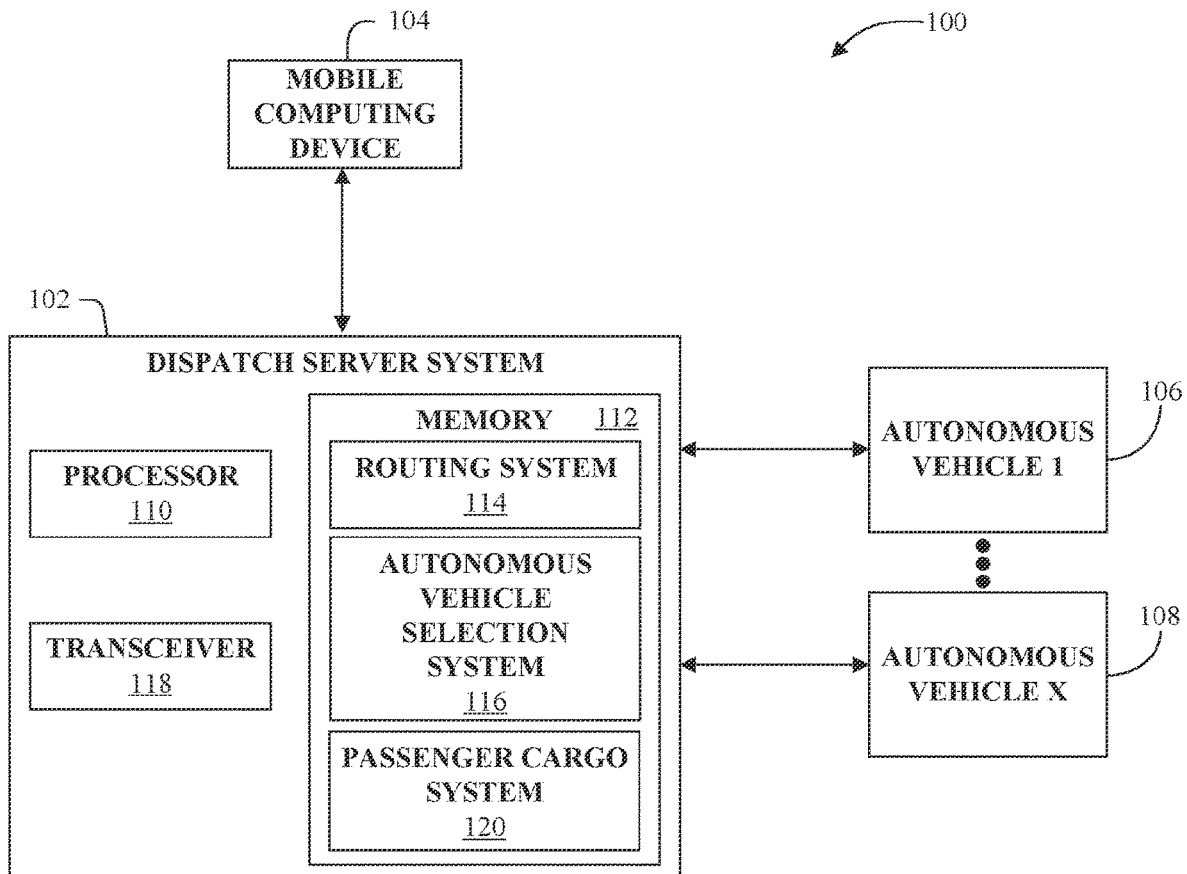 104
100
MOBILE
COMPUTING
DEVICE
102
DISPATCH SERVER SYSTEM
MEMORY 112
PROCESSOR
110
TRANSCEIVER
118
ROUTING SYSTEM
114
AUTONOMOUS
VEHICLE
SELECTION
SYSTEM
116
PASSENGER CARGO
SYSTEM
120
106
AUTONOMOUS
VEHICLE 1
108
AUTONOMOUS
VEHICLE X